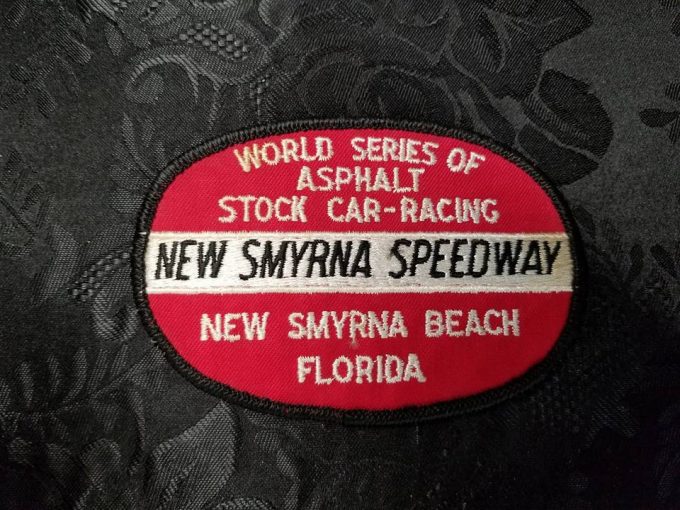 WORLD SERIES OF
ASPHALT
STOCK CAR-RACING
NEW SMYRNA SPEEDWAY
NEW SMYRNA BEACH
FLORIDA